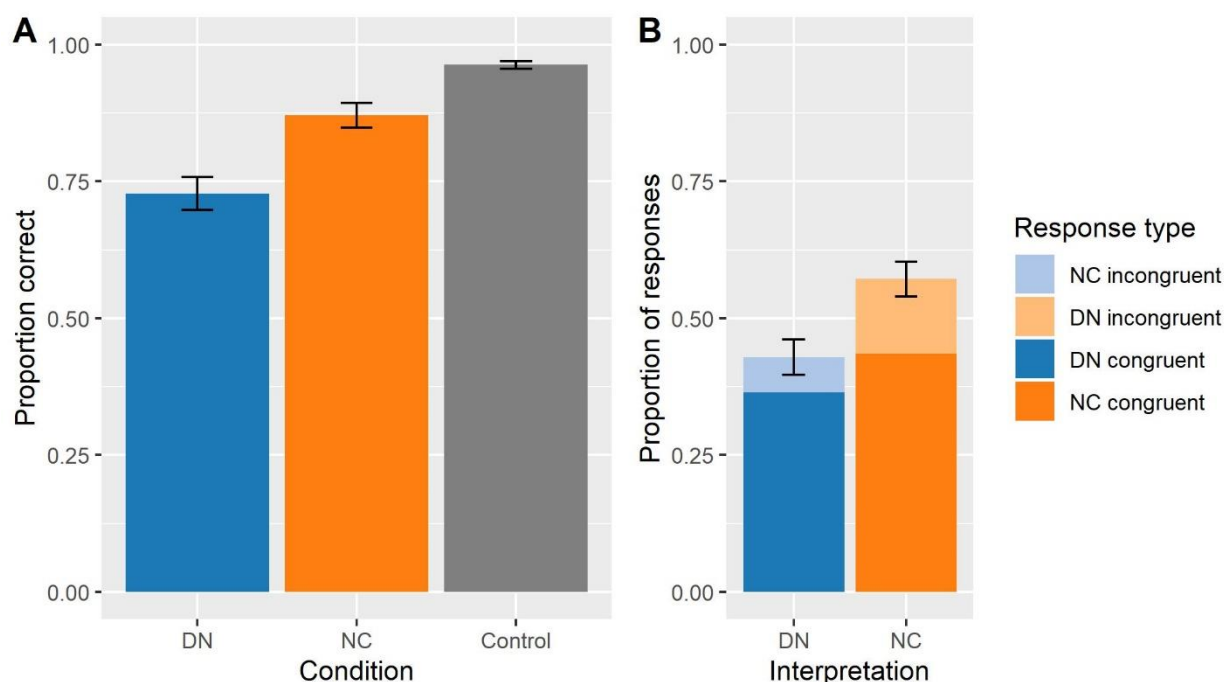 A
Proportion correct
1.00
0.75
0.50
0.25
0.00
DN
NC
Control
Condition
B
Proportion of responses
1.00
0.75
0.50
0.25
0.00
DN
NC
Interpretation
Response type
NC incongruent
DN incongruent
DN congruent
NC congruent